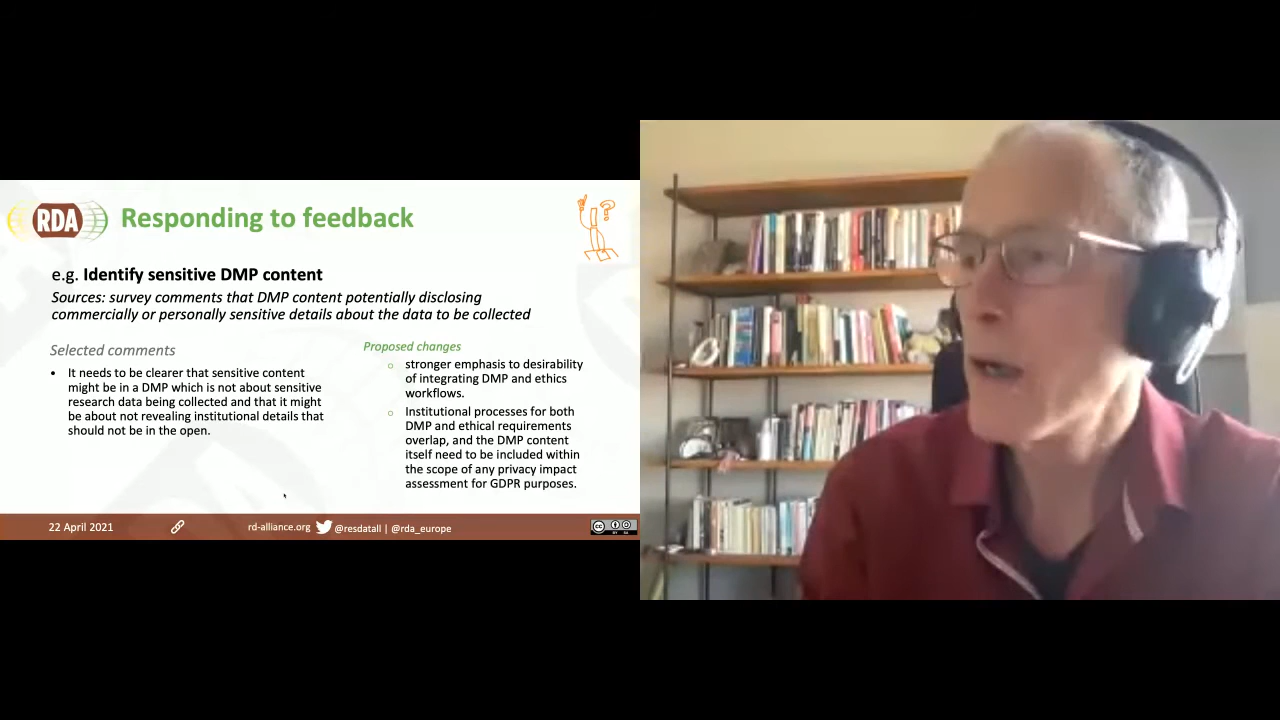 RDA
Responding to feedback
e.g. Identify sensitive DMP content
Sources: survey comments that DMP content potentially disclosing
commercially or personally sensitive details about the data to be collected
Selected comments
• It needs to be clearer that sensitive content
might be in a DMP which is not about sensitive
research data being collected and that it might
be about not revealing institutional details that
should not be in the open.
Proposed changes
○ stronger emphasis to desirability
of integrating DMP and ethics
workflows.
○ Institutional processes for both
DMP and ethical requirements
overlap, and the DMP content
itself need to be included within
the scope of any privacy impact
assessment for GDPR purposes.
22 April 2021
rd-alliance.org @resdatall | @rda_europe